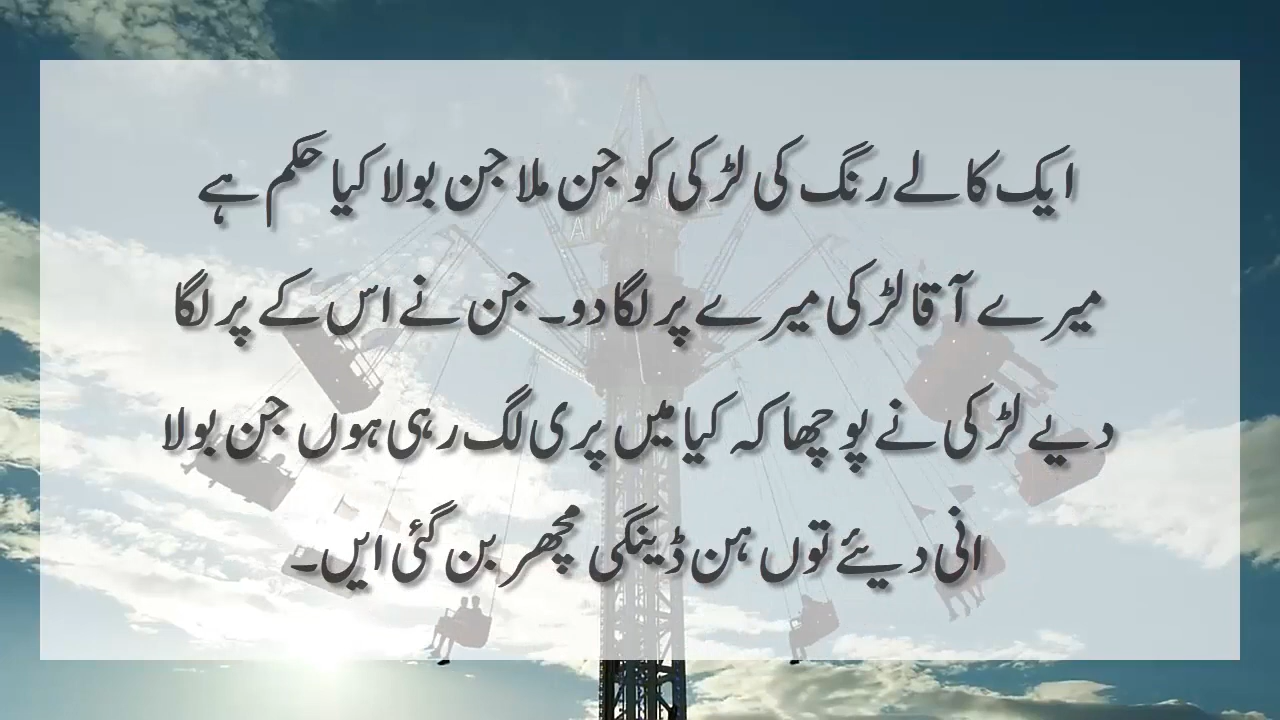 ایک کالے رنگ کی لڑکی کو جن ملا جن بولا کیا حکم ہے
میرے آقا لڑکی میرے پر لگا دو۔ جن نے اس کے پر لگا
دیے لڑکی نے پوچھا کہ کیا میں پری لگ رہی ہوں جن بولا
انی دیئے توں ہن ڈینگی مچھر بن گئی ایں۔